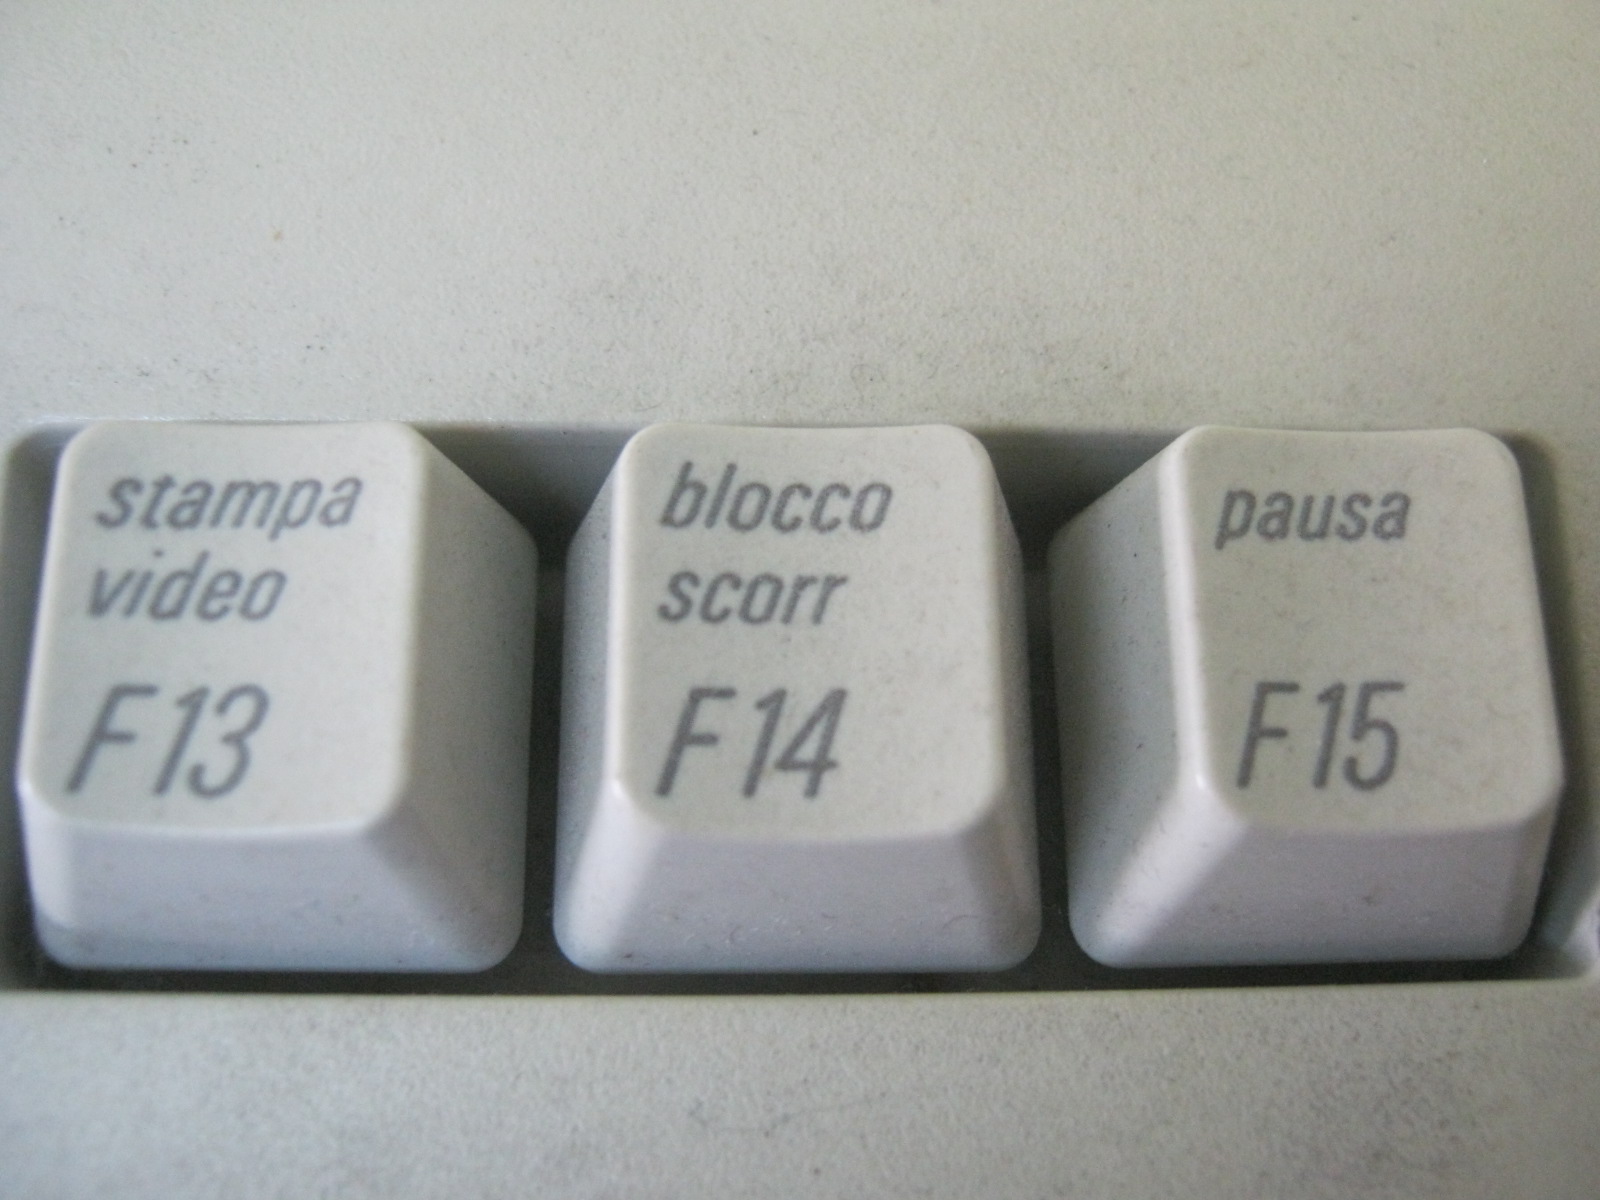 stampa
video
F13
blocco
scorr
F14
pausa
F15